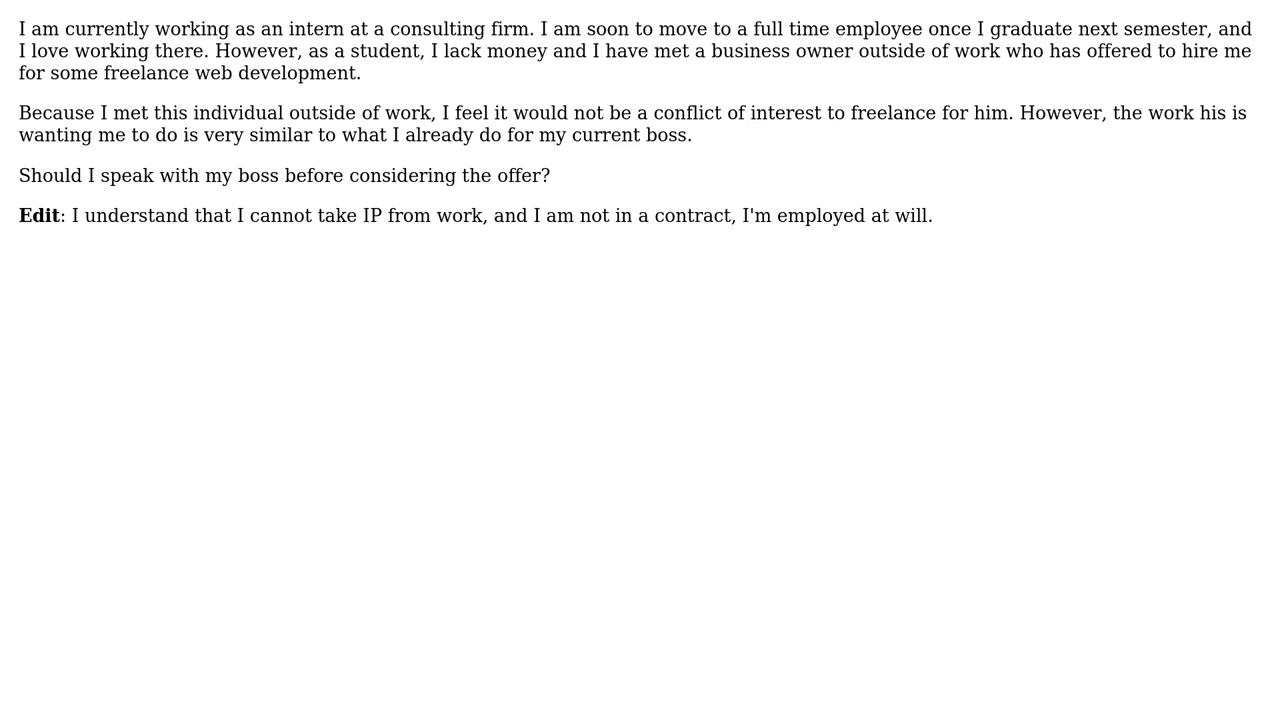 I am currently working as an intern at a consulting firm. I am soon to move to a full time employee once I graduate next semester, and
I love working there. However, as a student, I lack money and I have met a business owner outside of work who has offered to hire me
for some freelance web development.
Because I met this individual outside of work, I feel it would not be a conflict of interest to freelance for him. However, the work his is
wanting me to do is very similar to what I already do for my current boss.
Should I speak with my boss before considering the offer?
Edit: I understand that I cannot take IP from work, and I am not in a contract, I'm employed at will.